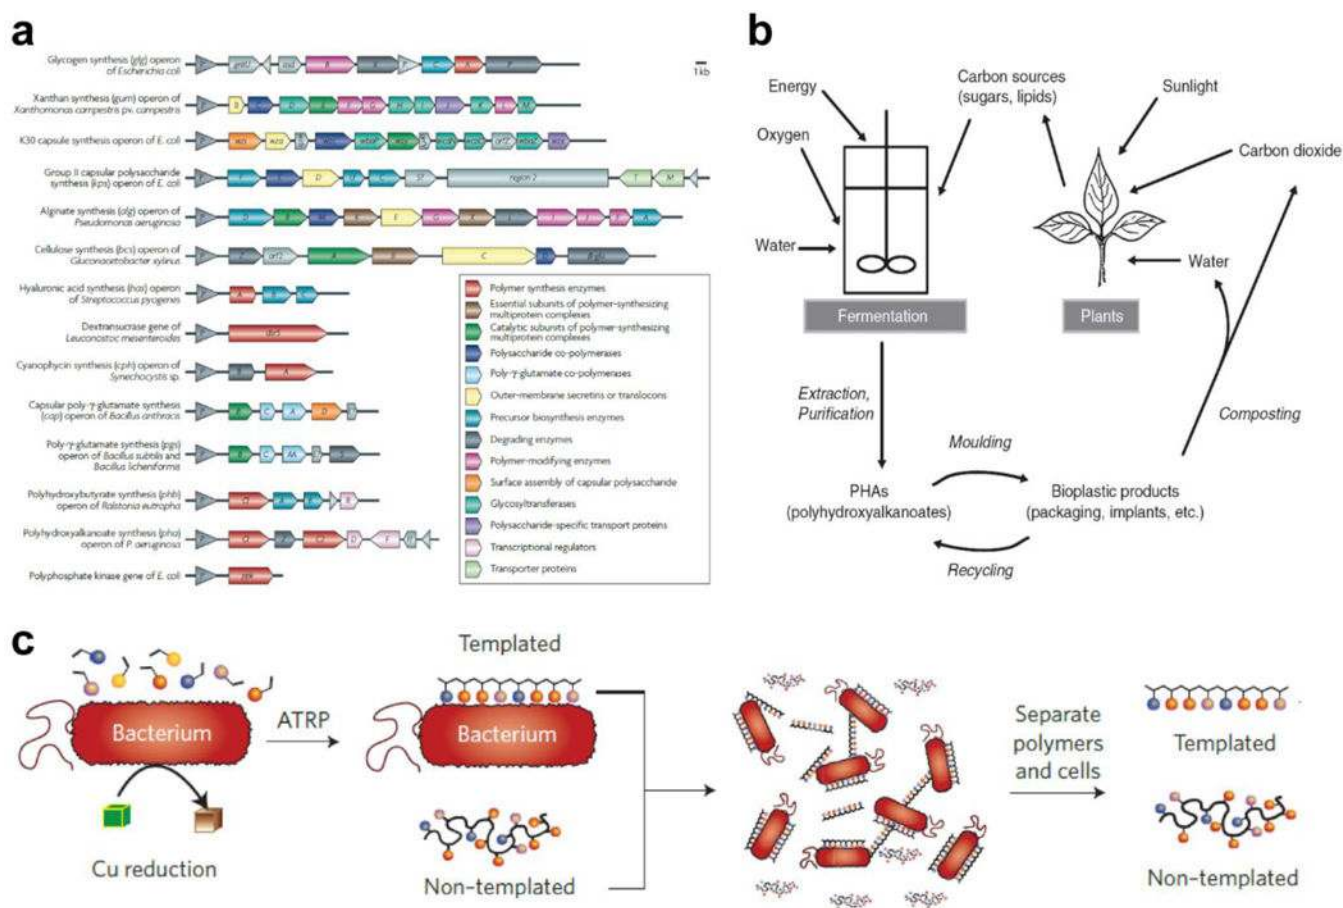 a
Glycogen synthesis (glg) operon
of Escherichia coli
1 kb
Xanthan synthesis (gum) operon of
Xanthomonas campestris pv. campestris
K30 capsule synthesis operon of E. coli
Group II capsular polysaccharide
synthesis (kps) operon of E. coli
region 2
Alginate synthesis (alg) operon of
Pseudomonas aeruginosa
Cellulose synthesis (bcs) operon of
Gluconacetobacter xylinus
Hyaluronic acid synthesis (has) operon
of Streptococcus pyogenes
Dextransucrase gene of
Leuconostoc mesenteroides
Cyanophycin synthesis (cph) operon of
Synechocystis sp.
Capsular poly-γ-glutamate synthesis
(cap) operon of Bacillus anthracis
Poly-γ-glutamate synthesis (pgs)
operon of Bacillus subtilis and
Bacillus licheniformis
Polyhydroxybutyrate synthesis (phb)
operon of Ralstonia eutropha
Polyhydroxyalkanoate synthesis (pha)
operon of P. aeruginosa
Polyphosphate kinase gene of E. coli
Polymer synthesis enzymes
Essential subunits of polymer-synthesizing
multiprotein complexes
Catalytic subunits of polymer-synthesizing
multiprotein complexes
Polysaccharide co-polymerases
Poly-γ-glutamate co-polymerases
Outer-membrane secretins or translocons
Precursor biosynthesis enzymes
Degrading enzymes
Polymer-modifying enzymes
Surface assembly of capsular polysaccharide
Glycosyltransferases
Polysaccharide-specific transport proteins
Transcriptional regulators
Transporter proteins
b
Energy
Carbon sources
(sugars, lipids)
Sunlight
Oxygen
Carbon dioxide
Water
Water
Fermentation
Plants
Extraction,
Purification
Composting
Moulding
PHAs
(polyhydroxyalkanoates)
Bioplastic products
(packaging, implants, etc.)
Recycling
c
Bacterium
Cu reduction
ATRP
Templated
Bacterium
Non-templated
Separate
polymers
and cells
Templated
Non-templated